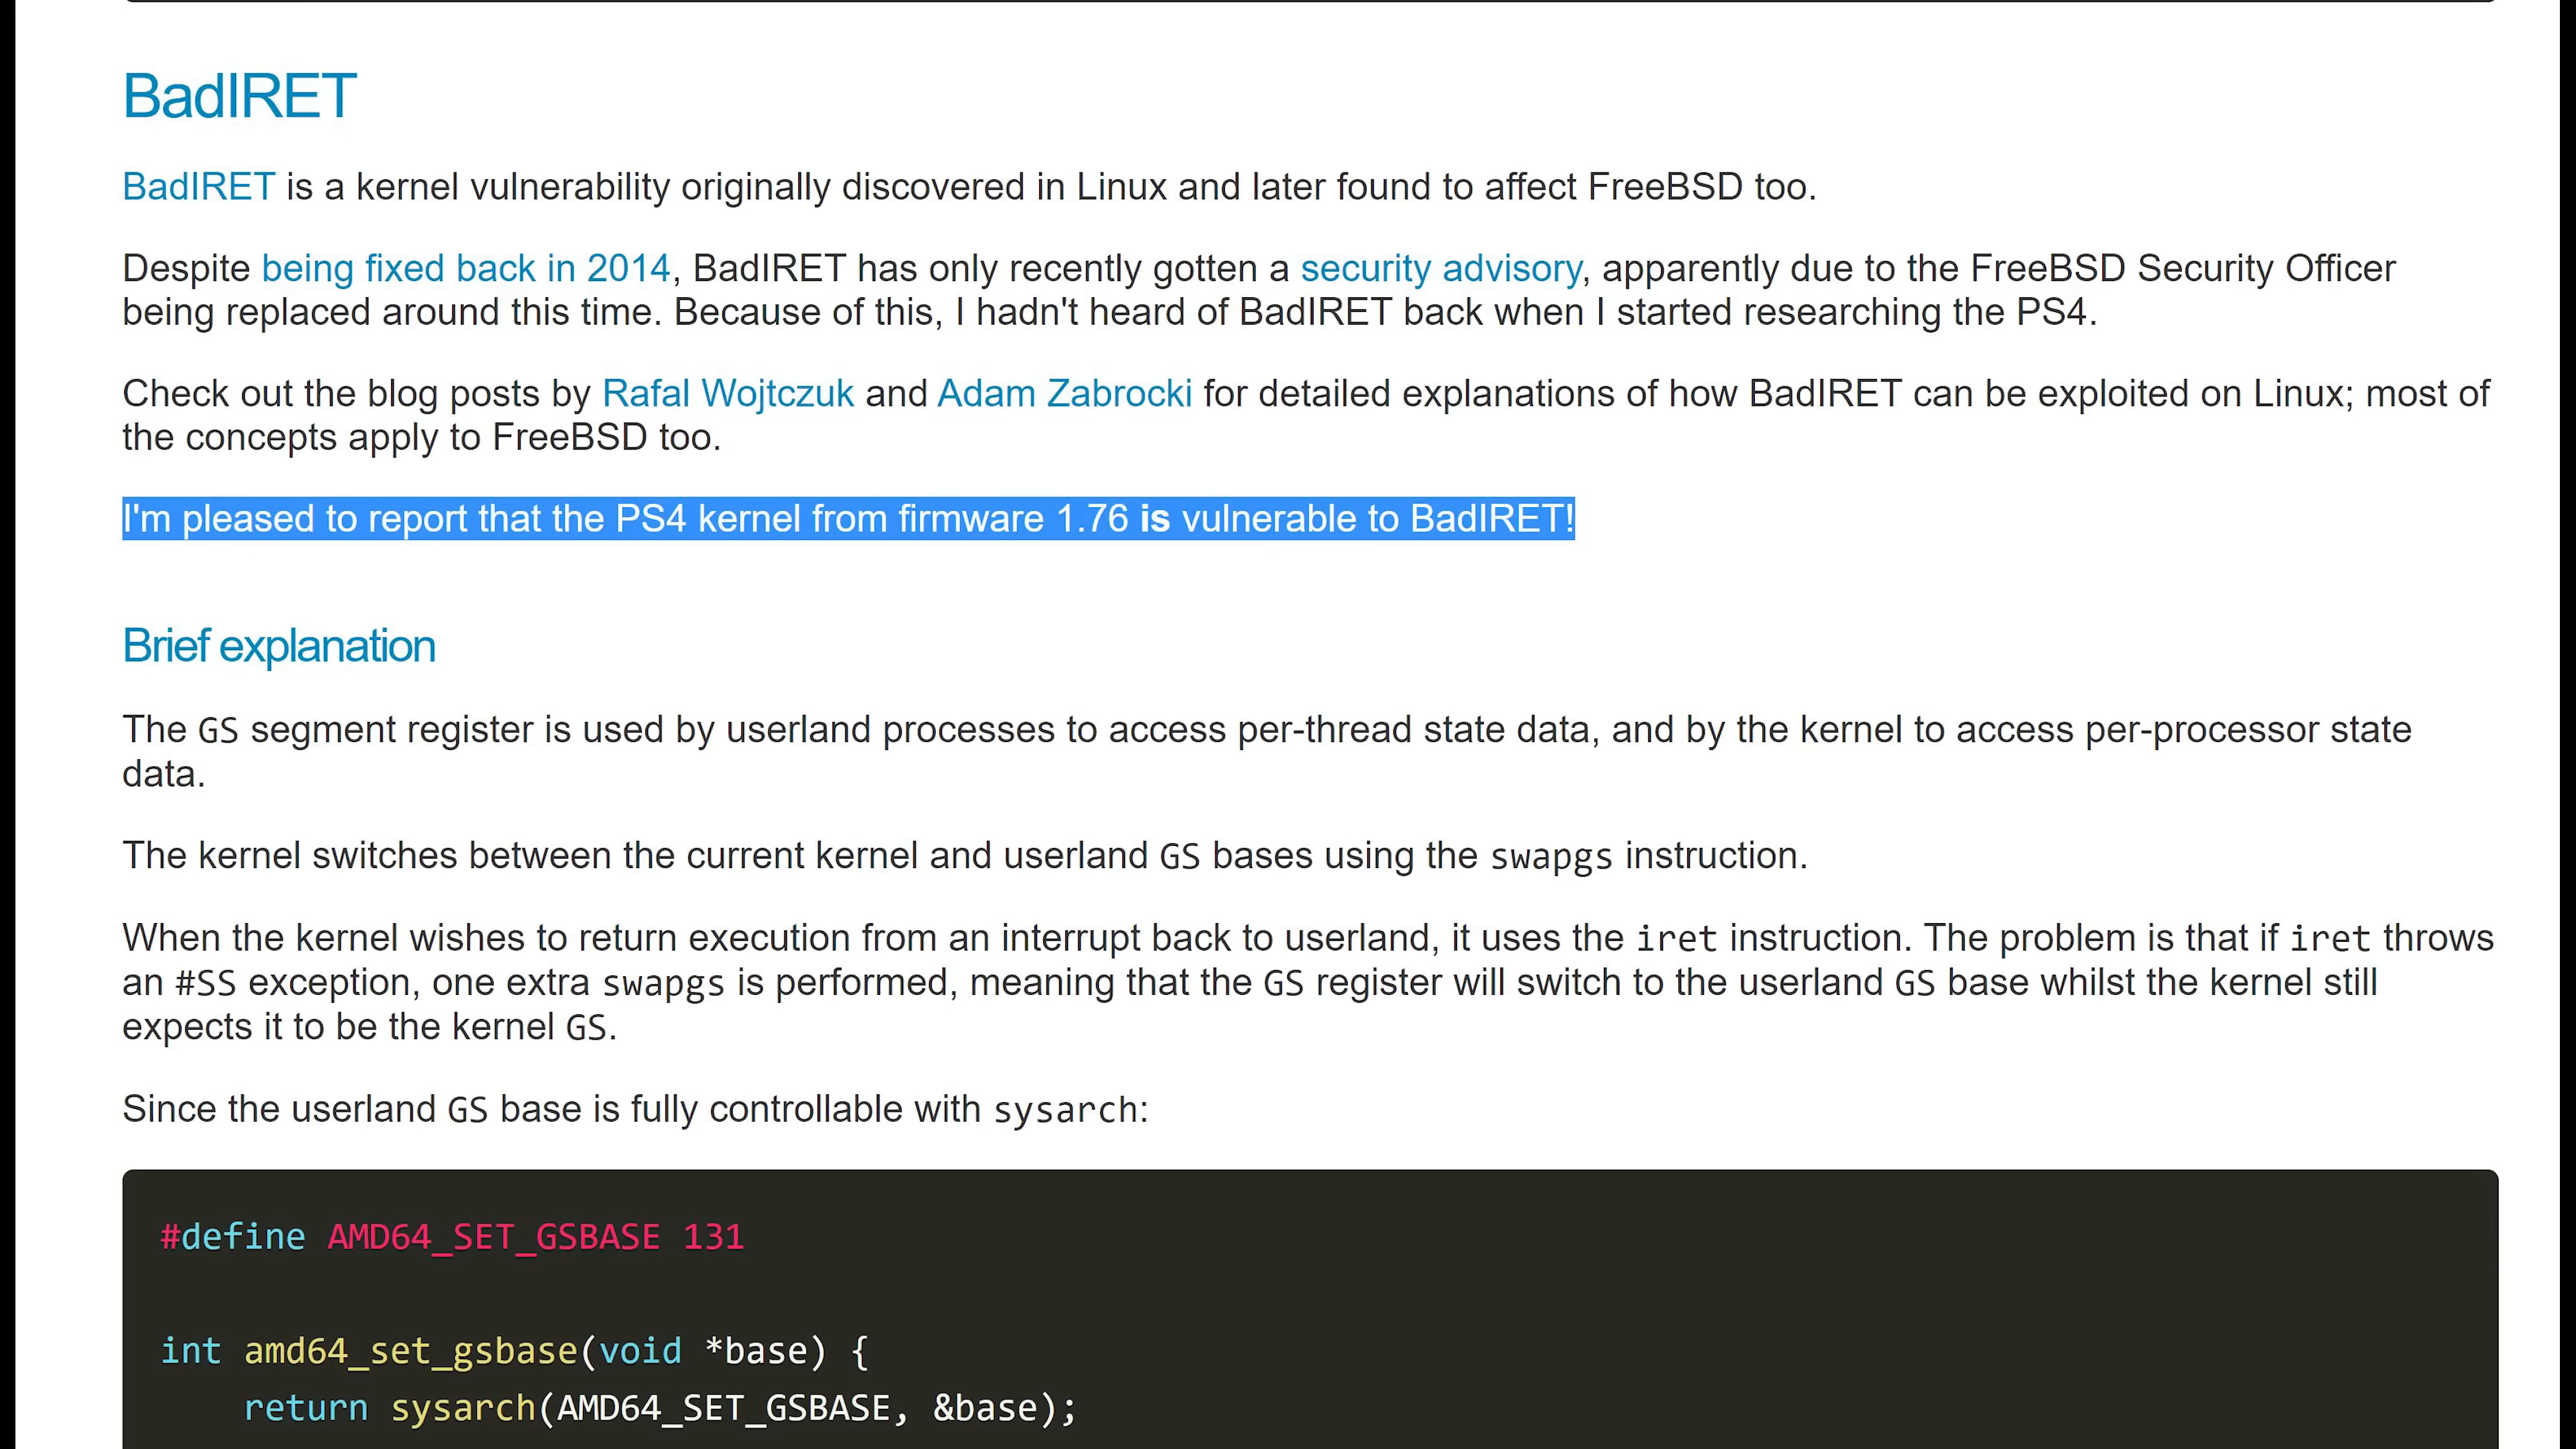 BadIRET
BadIRET is a kernel vulnerability originally discovered in Linux and later found to affect FreeBSD too.
Despite being fixed back in 2014, BadIRET has only recently gotten a security advisory, apparently due to the FreeBSD Security Officer
being replaced around this time. Because of this, I hadn't heard of BadIRET back when I started researching the PS4.
Check out the blog posts by Rafal Wojtczuk and Adam Zabrocki for detailed explanations of how BadIRET can be exploited on Linux; most of
the concepts apply to FreeBSD too.
I'm pleased to report that the PS4 kernel from firmware 1.76 is vulnerable to BadIRET!
Brief explanation
The GS segment register is used by userland processes to access per-thread state data, and by the kernel to access per-processor state
data.
The kernel switches between the current kernel and userland GS bases using the swapgs instruction.
When the kernel wishes to return execution from an interrupt back to userland, it uses the iret instruction. The problem is that if iret throws
an #SS exception, one extra swapgs is performed, meaning that the GS register will switch to the userland GS base whilst the kernel still
expects it to be the kernel GS.
Since the userland GS base is fully controllable with sysarch:
#define AMD64_SET_GSBASE 131
int amd64_set_gsbase(void *base) {
    return sysarch(AMD64_SET_GSBASE, &base);